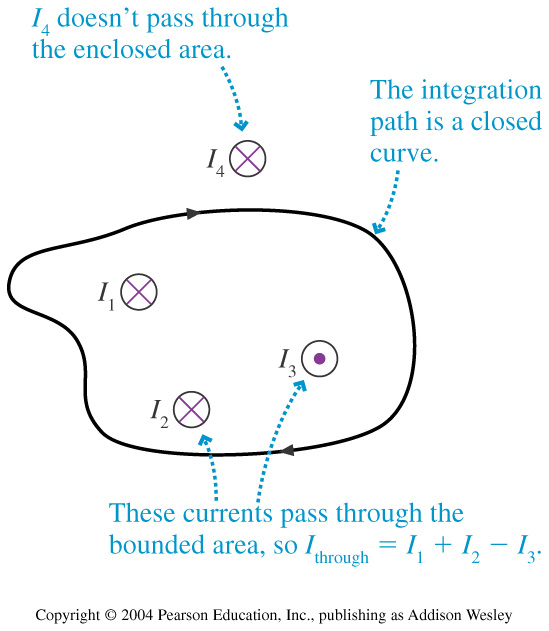 I₄ doesn't pass through
the enclosed area.
The integration
path is a closed
curve.
I₄
I₁
I₃
I₂
These currents pass through the
bounded area, so I_through = I₁ + I₂ − I₃.
Copyright © 2004 Pearson Education, Inc., publishing as Addison Wesley